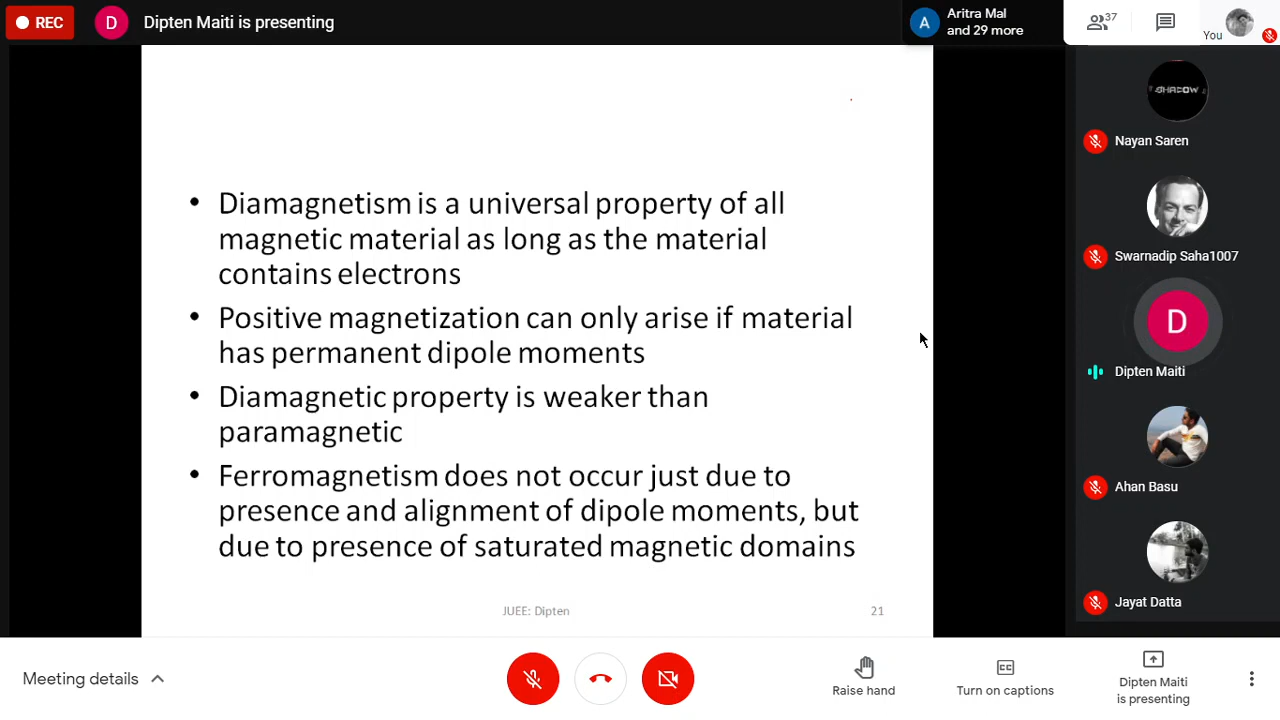 REC
D
Dipten Maiti is presenting
A
Aritra Mal
and 29 more
37
You
• Diamagnetism is a universal property of all
magnetic material as long as the material
contains electrons
• Positive magnetization can only arise if material
has permanent dipole moments
• Diamagnetic property is weaker than
paramagnetic
• Ferromagnetism does not occur just due to
presence and alignment of dipole moments, but
due to presence of saturated magnetic domains
JUEE: Dipten
21
SHADOW
Nayan Saren
Swarnadip Saha1007
D
Dipten Maiti
Ahan Basu
Jayat Datta
Meeting details
Raise hand
CC
Turn on captions
Dipten Maiti
is presenting